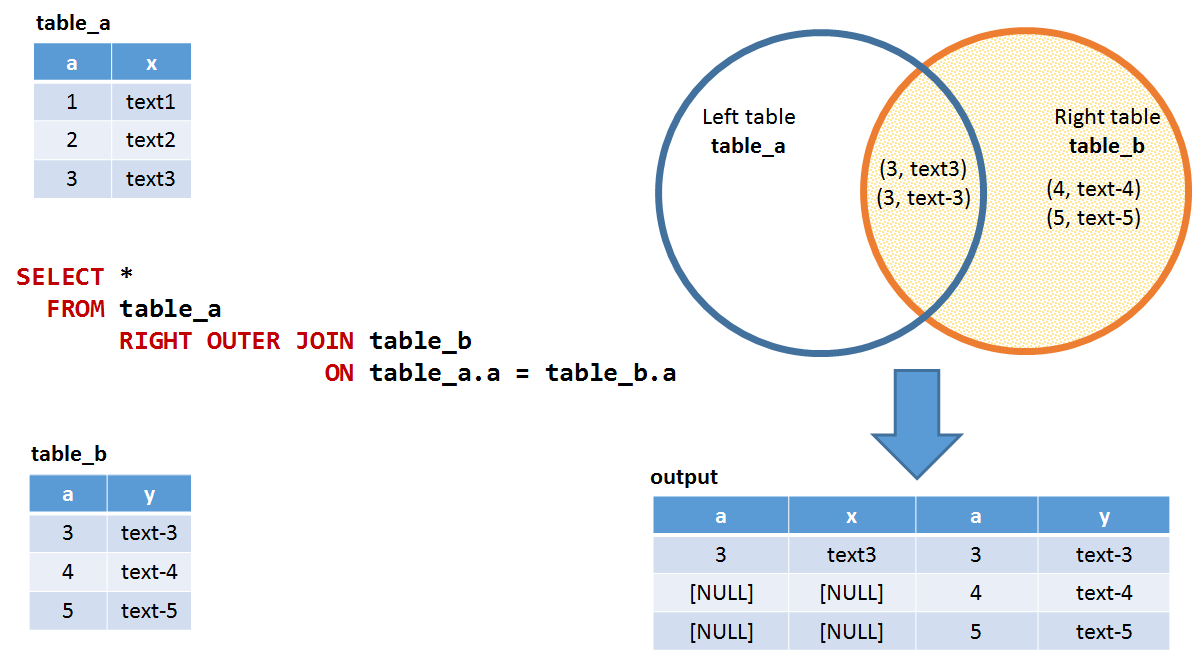 table_a
a x
1 text1
2 text2
3 text3
SELECT *
FROM table_a
RIGHT OUTER JOIN table_b
ON table_a.a = table_b.a
table_b
a y
3 text-3
4 text-4
5 text-5
Left table
table_a
(3, text3)
(3, text-3)
Right table
table_b
(4, text-4)
(5, text-5)
output
a x a y
3 text3 3 text-3
[NULL] [NULL] 4 text-4
[NULL] [NULL] 5 text-5